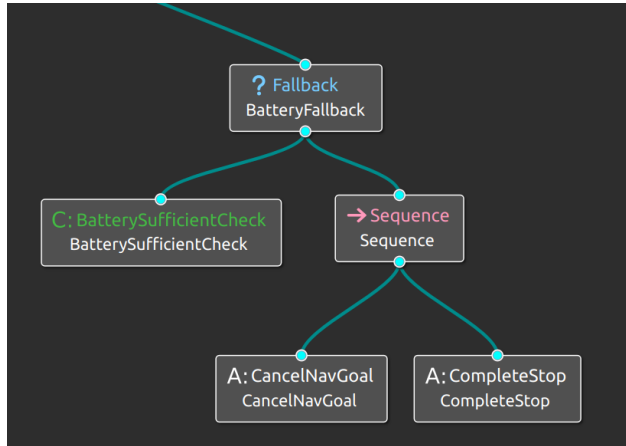 ? Fallback
BatteryFallback
C: BatterySufficientCheck
BatterySufficientCheck
→ Sequence
Sequence
A: CancelNavGoal
CancelNavGoal
A: CompleteStop
CompleteStop